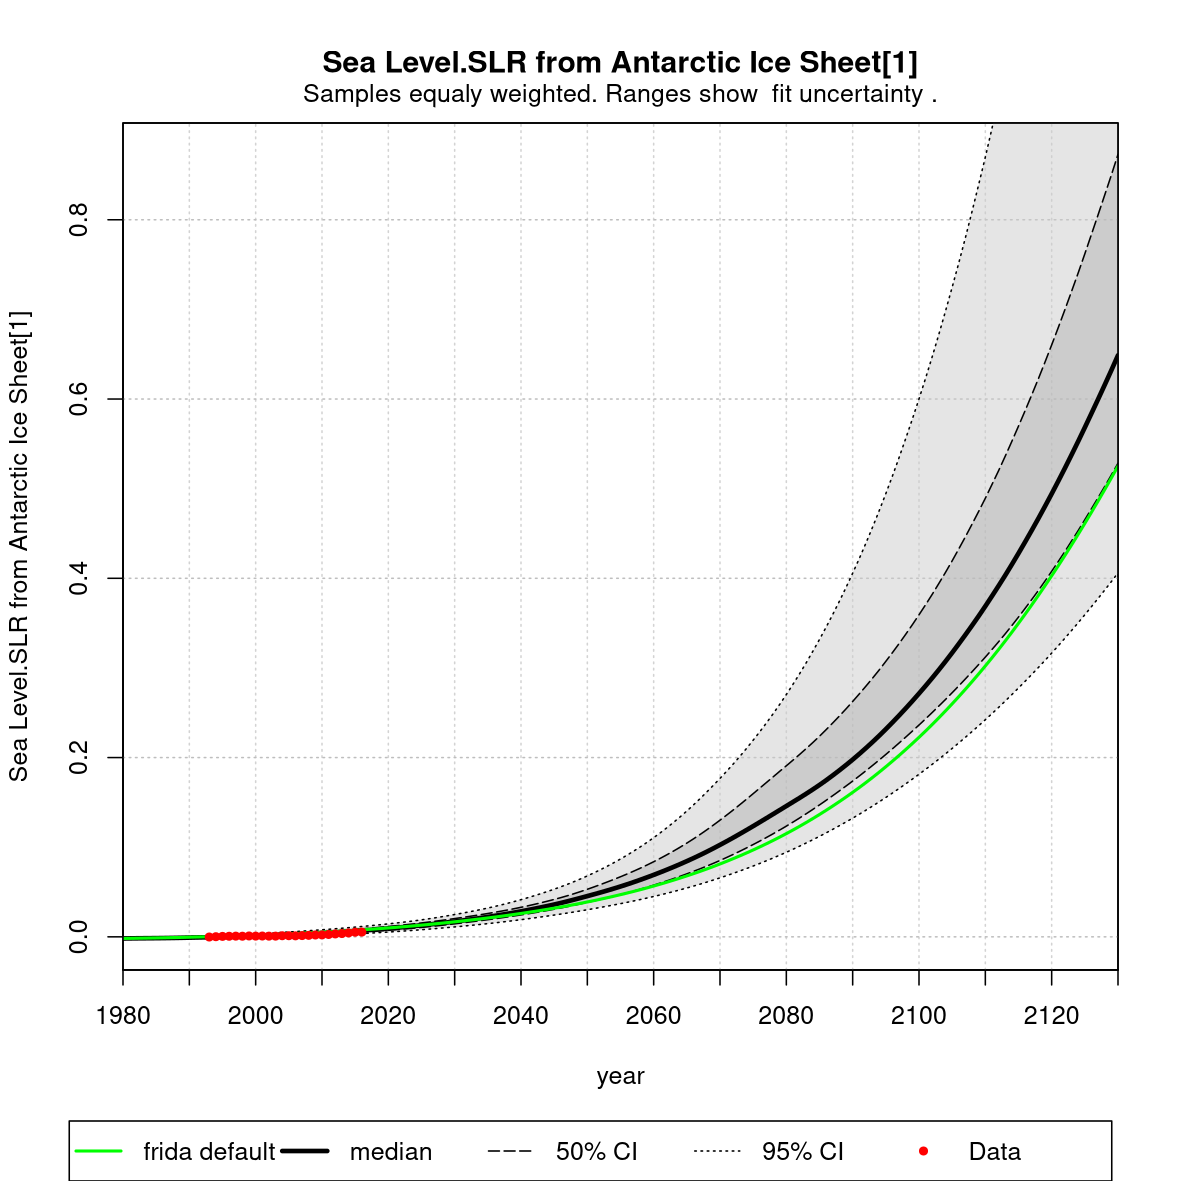 Sea Level.SLR from Antarctic Ice Sheet[1]
Samples equaly weighted. Ranges show  fit uncertainty .
Sea Level.SLR from Antarctic Ice Sheet[1]
0.8
0.6
0.4
0.2
0.0
1980 2000 2020 2040 2060 2080 2100 2120
year
frida default median 50% CI 95% CI Data